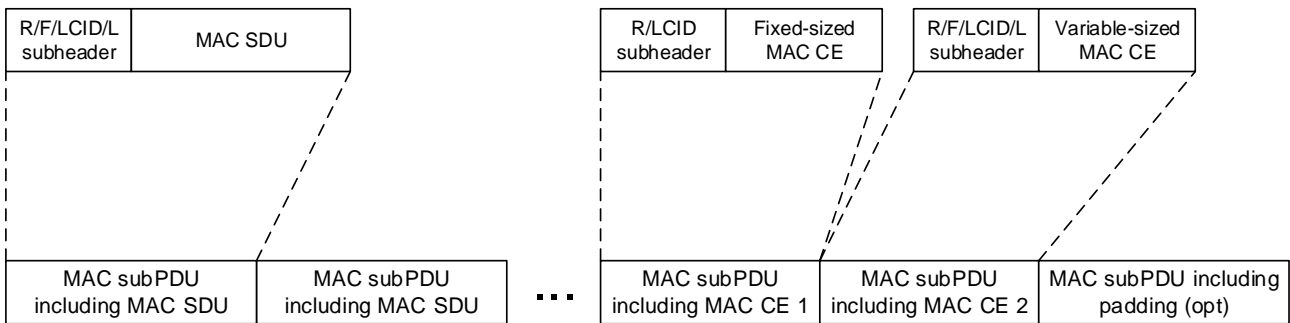 R/F/LCID/L
subheader
MAC SDU
R/LCID
subheader
Fixed-sized
MAC CE
R/F/LCID/L
subheader
Variable-sized
MAC CE
MAC subPDU
including MAC SDU
MAC subPDU
including MAC SDU
...
MAC subPDU
including MAC CE 1
MAC subPDU
including MAC CE 2
MAC subPDU including
padding (opt)